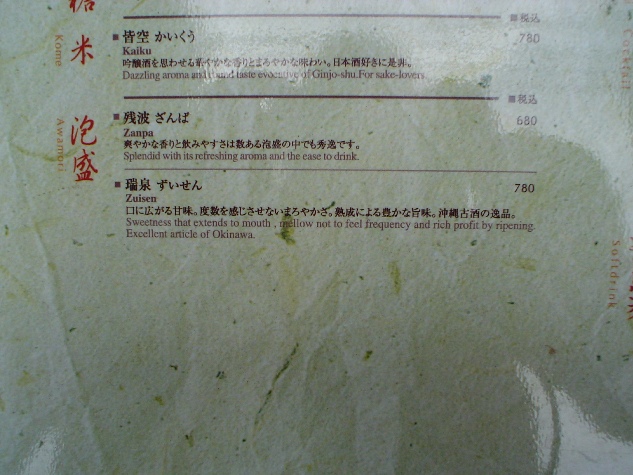 ■税込
米
Kome
■皆空 かいくう 780
Kaiku
吟醸酒を思わせる華やかな香りとまろやかな味わい。日本酒好きに是非。
Dazzling aroma and round taste evocative of Ginjo-shu.For sake-lovers.
■税込
泡盛
Awamori
■残波 ざんぱ 680
Zanpa
爽やかな香りと飲みやすさは数ある泡盛の中でも秀逸です。
Splendid with its refreshing aroma and the ease to drink.
■瑞泉 ずいせん 780
Zuisen
口に広がる甘味。度数を感じさせないまろやかさ。熟成による豊かな旨味。沖縄古酒の逸品。
Sweetness that extends to mouth , mellow not to feel frequency and rich profit by ripening.
Excellent article of Okinawa.
Cocktail
Softdrink